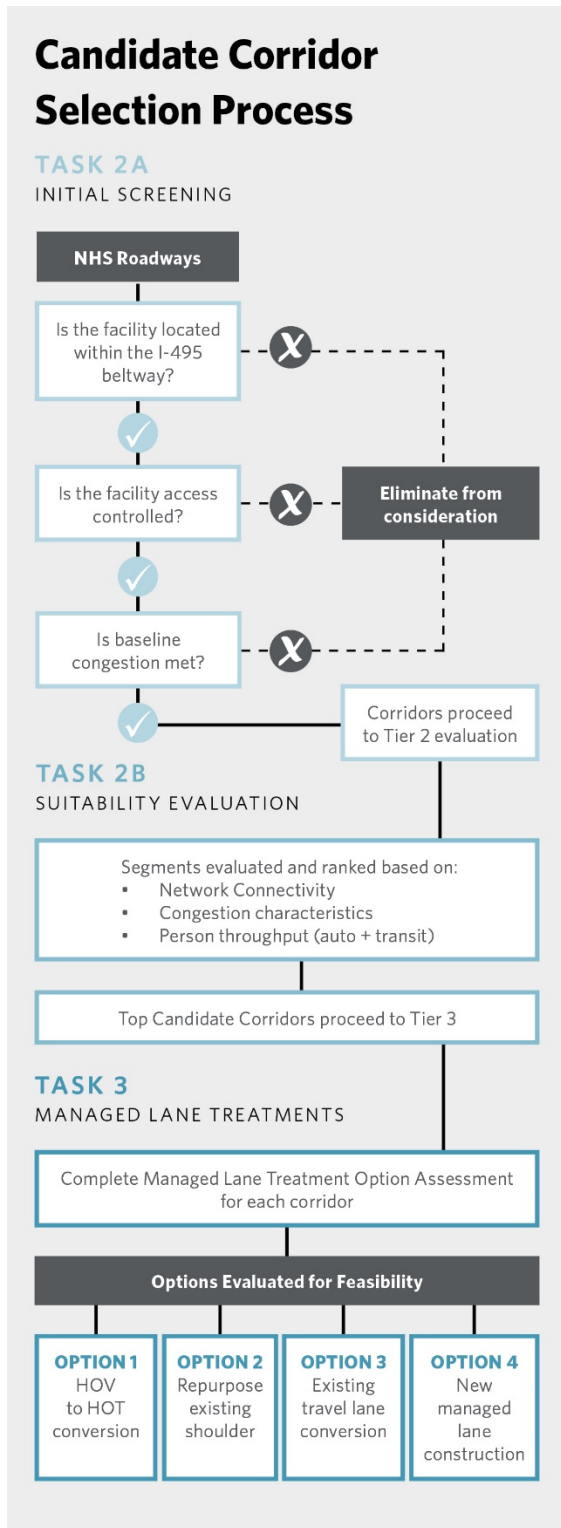 Candidate Corridor
Selection Process
TASK 2A
INITIAL SCREENING
NHS Roadways
Is the facility located
within the I-495
beltway?
Is the facility access
controlled?
Eliminate from
consideration
Is baseline
congestion met?
Corridors proceed
to Tier 2 evaluation
TASK 2B
SUITABILITY EVALUATION
Segments evaluated and ranked based on:
• Network Connectivity
• Congestion characteristics
• Person throughput (auto + transit)
Top Candidate Corridors proceed to Tier 3
TASK 3
MANAGED LANE TREATMENTS
Complete Managed Lane Treatment Option Assessment
for each corridor
Options Evaluated for Feasibility
OPTION 1
HOV
to HOT
conversion
OPTION 2
Repurpose
existing
shoulder
OPTION 3
Existing
travel lane
conversion
OPTION 4
New
managed
lane
construction